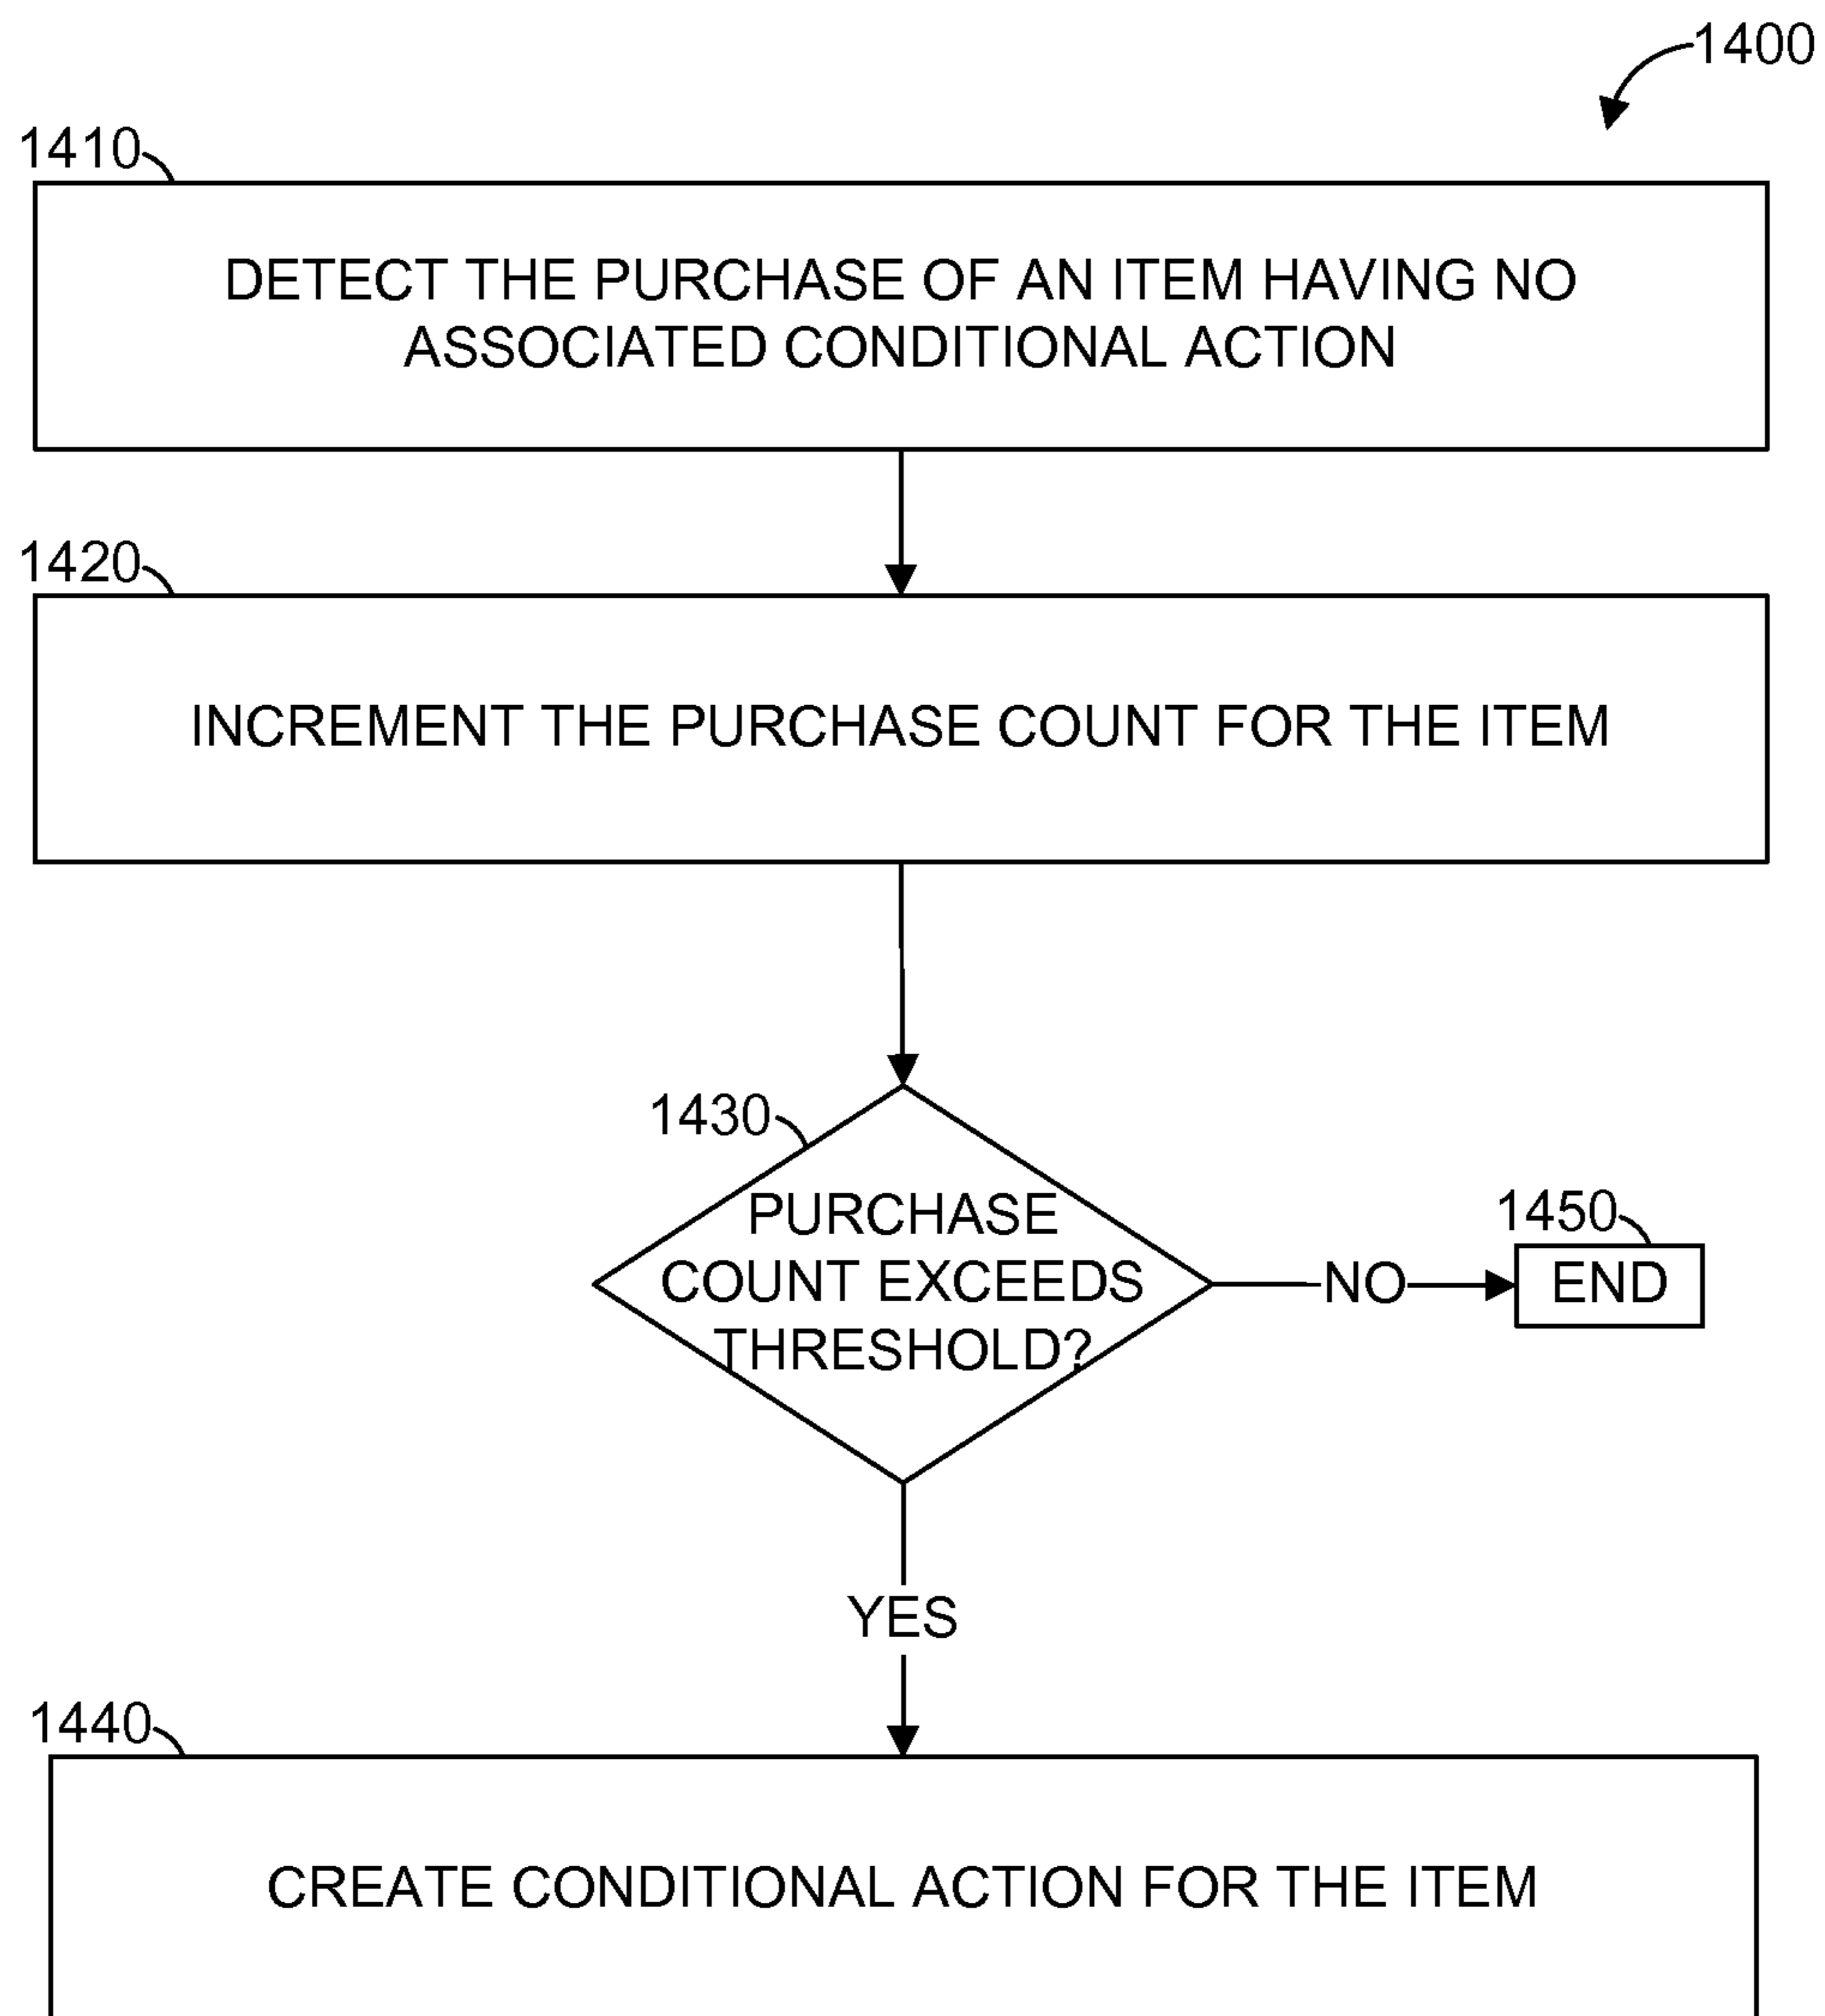 1400
1410
DETECT THE PURCHASE OF AN ITEM HAVING NO
ASSOCIATED CONDITIONAL ACTION
1420
INCREMENT THE PURCHASE COUNT FOR THE ITEM
1430
PURCHASE
COUNT EXCEEDS
THRESHOLD?
NO
1450
END
YES
1440
CREATE CONDITIONAL ACTION FOR THE ITEM